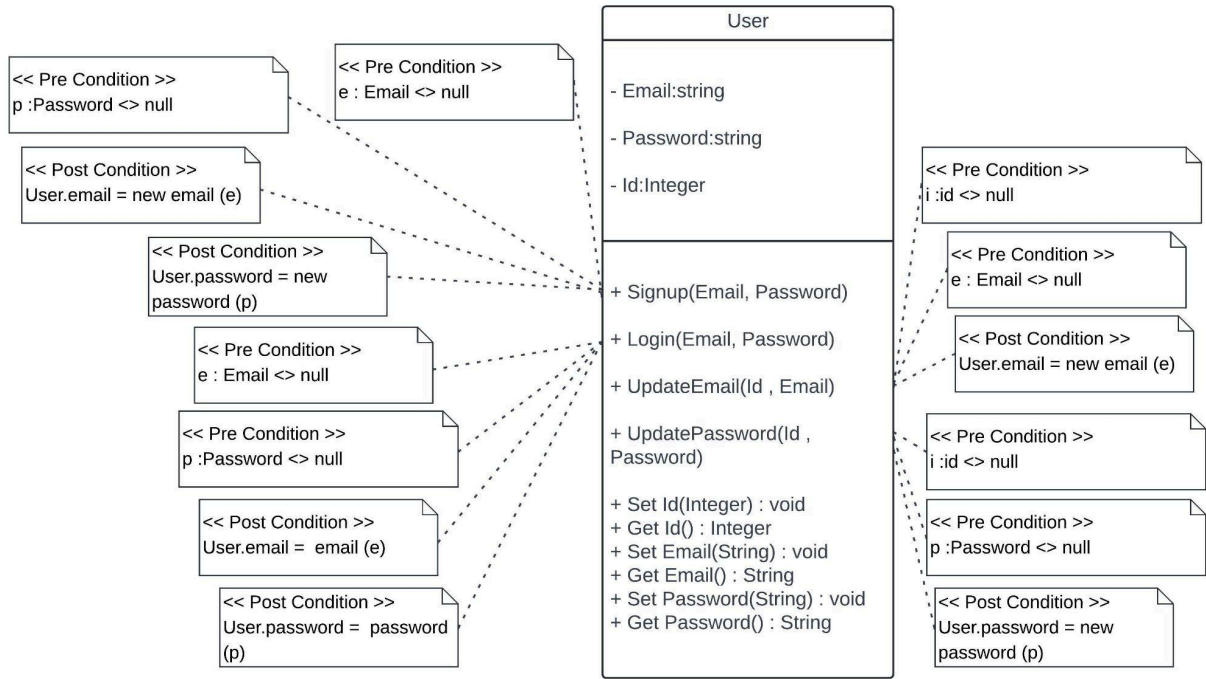 User
- Email:string
- Password:string
- Id:Integer
+ Signup(Email, Password)
+ Login(Email, Password)
+ UpdateEmail(Id , Email)
+ UpdatePassword(Id ,
Password)
+ Set Id(Integer) : void
+ Get Id() : Integer
+ Set Email(String) : void
+ Get Email() : String
+ Set Password(String) : void
+ Get Password() : String
<< Pre Condition >>
p :Password <> null
<< Pre Condition >>
e : Email <> null
<< Post Condition >>
User.email = new email (e)
<< Post Condition >>
User.password = new
password (p)
<< Pre Condition >>
e : Email <> null
<< Pre Condition >>
p :Password <> null
<< Post Condition >>
User.email =  email (e)
<< Post Condition >>
User.password =  password
(p)
<< Pre Condition >>
i :id <> null
<< Pre Condition >>
e : Email <> null
<< Post Condition >>
User.email = new email (e)
<< Pre Condition >>
i :id <> null
<< Pre Condition >>
p :Password <> null
<< Post Condition >>
User.password = new
password (p)